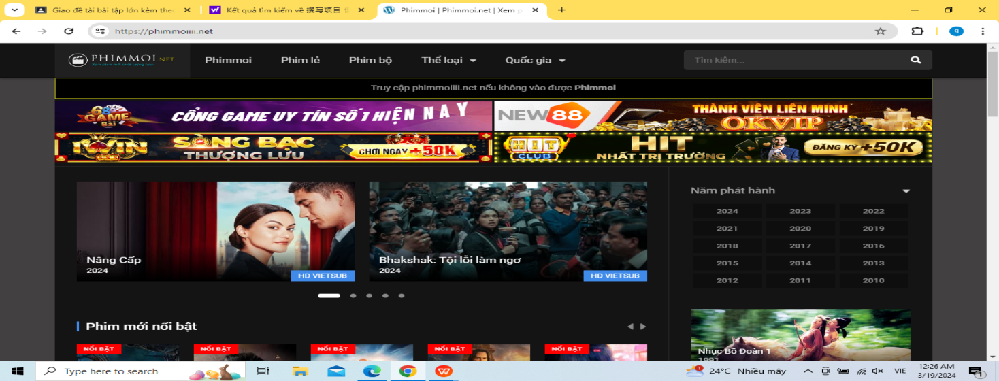 Giao đề tài bài tập lớn kèm theo
Kết quả tìm kiếm về 撰写项目
Phimmoi | Phimmoi.net | Xem p
https://phimmoiiii.net
q
PHIMMOI.NET
Phimmoi
Phim lẻ
Phim bộ
Thể loại
Quốc gia
Tìm kiếm...
Truy cập phimmoiiii.net nếu không vào được Phimmoi
68 GAME BÀI
CỔNG GAME UY TÍN SỐ 1 HIỆN NAY
NEW88
THÀNH VIÊN LIÊN MINH
OKVIP
IWIN
SÒNG BẠC
THƯỢNG LƯU
CHƠI NGAY +50K
HIT CLUB
HIT
NHẤT TRỊ TRƯỜNG
ĐĂNG KÝ +50K
Nâng Cấp
2024
HD VIETSUB
Bhakshak: Tội lỗi làm ngơ
2024
HD VIETSUB
Năm phát hành
2024 2023 2022
2021 2020 2019
2018 2017 2016
2015 2014 2013
2012 2011 2010
Phim mới nổi bật
NỔI BẬT
NỔI BẬT
NỔI BẬT
NỔI BẬT
NỔI BẬT
Nhục Bồ Đoàn 1
1991
Type here to search
24°C Nhiều mây
VIE
12:26 AM
3/19/2024
1